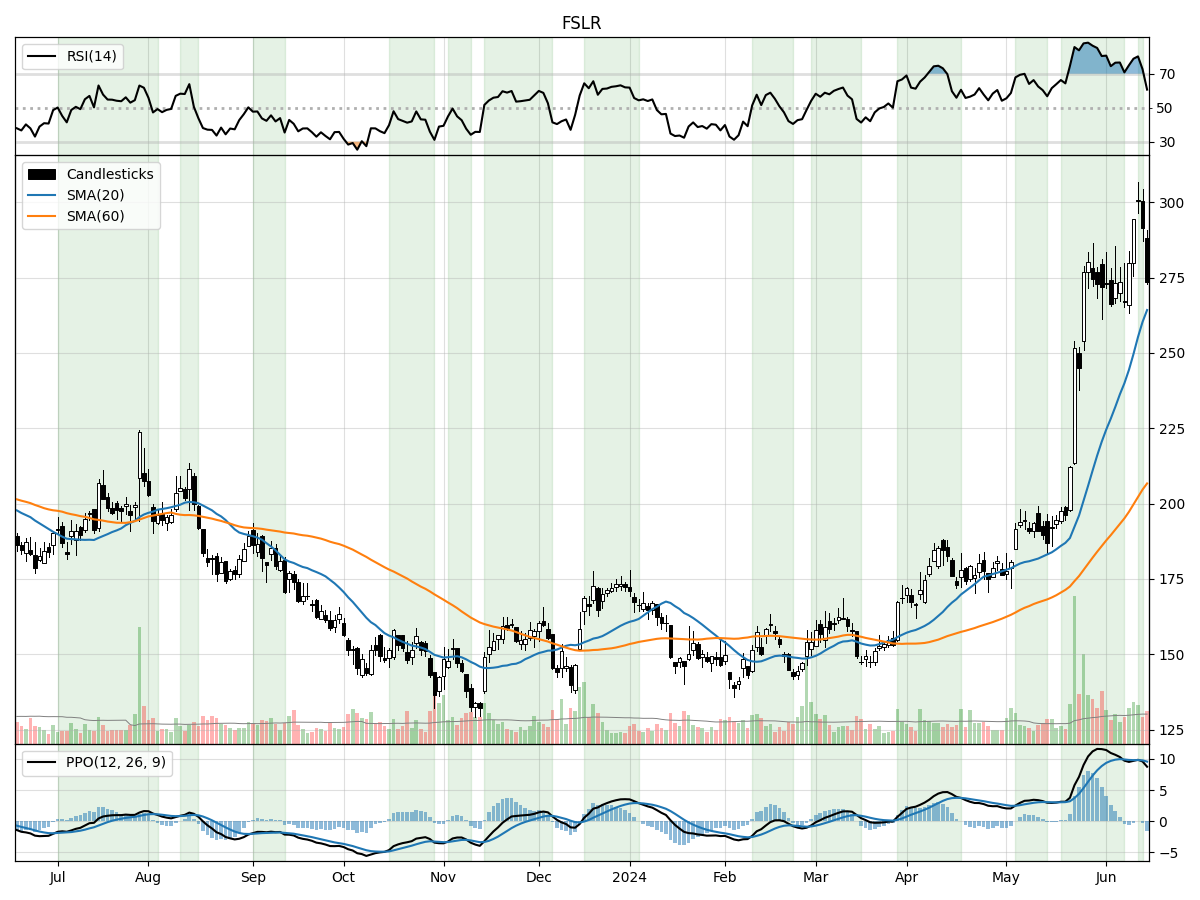 FSLR
RSI(14)
70
50
30
Candlesticks
SMA(20)
SMA(60)
300
275
250
225
200
175
150
125
PPO(12, 26, 9)
10
5
0
−5
Jul Aug Sep Oct Nov Dec 2024 Feb Mar Apr May Jun